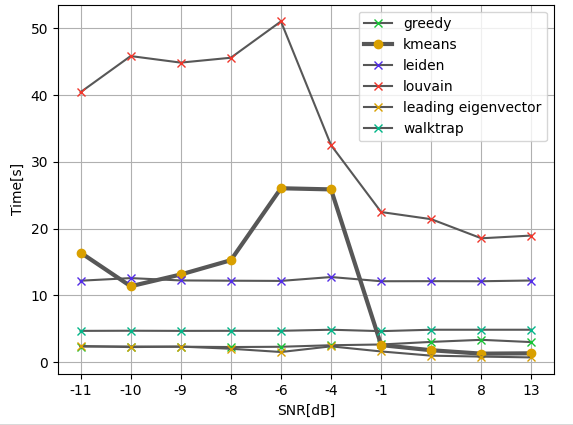 50
40
30
20
10
0
Time[s]
-11 -10 -9 -8 -6 -4 -1 1 8 13
SNR[dB]
greedy
kmeans
leiden
louvain
leading eigenvector
walktrap